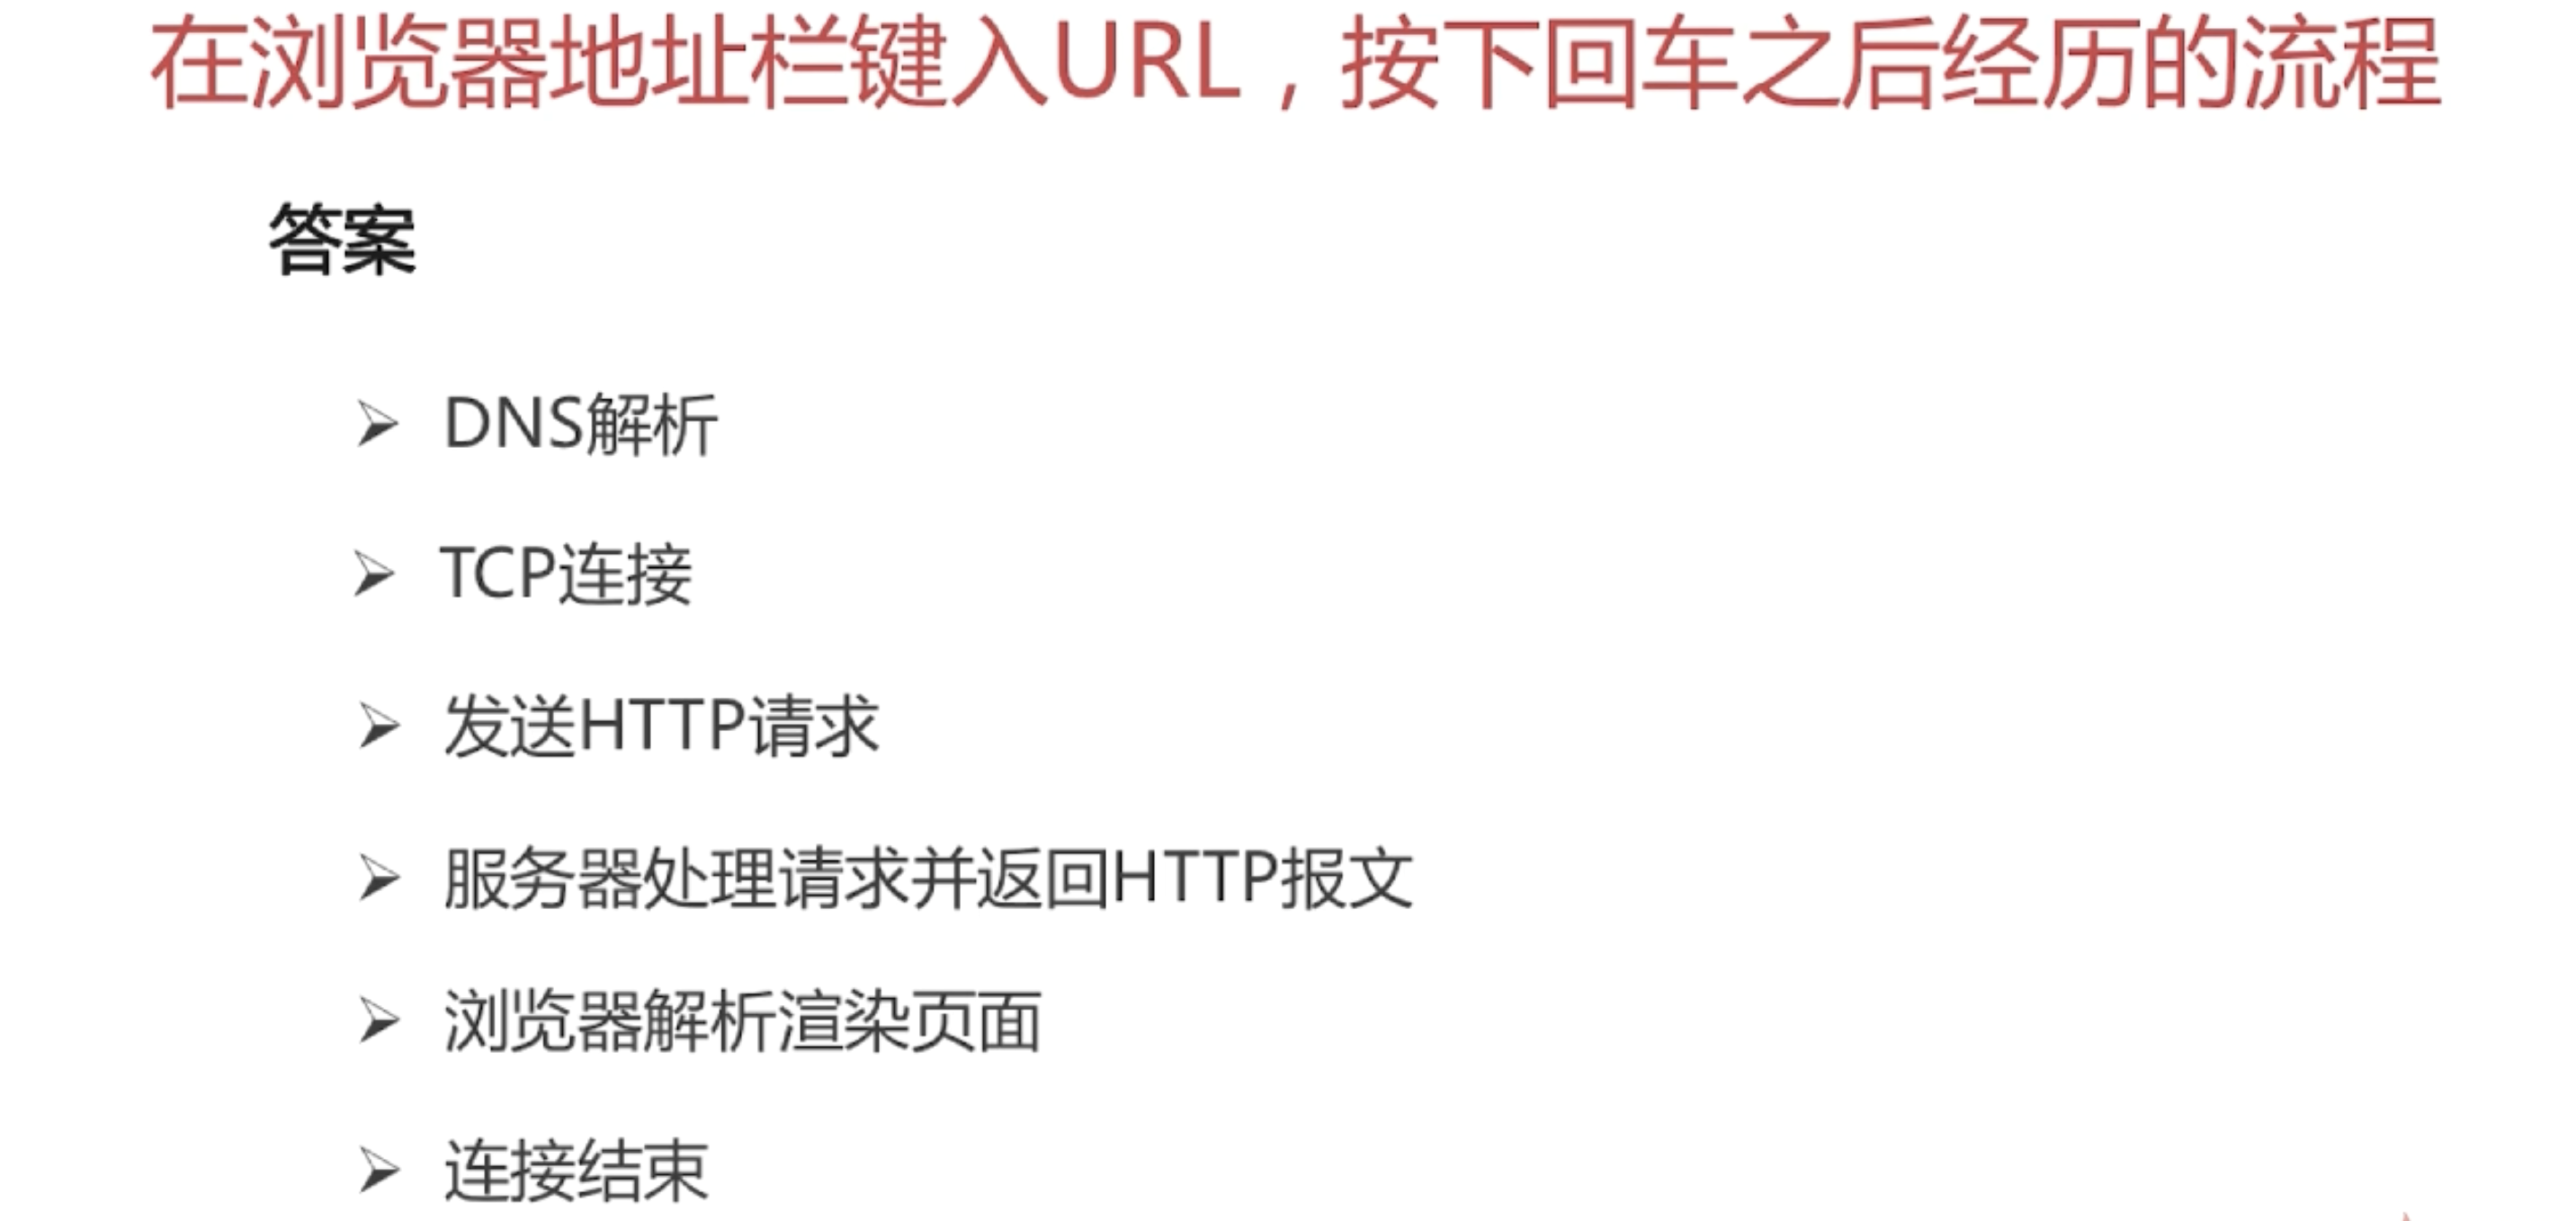 在浏览器地址栏键入URL，按下回车之后经历的流程
答案
➢ DNS解析
➢ TCP连接
➢ 发送HTTP请求
➢ 服务器处理请求并返回HTTP报文
➢ 浏览器解析渲染页面
➢ 连接结束